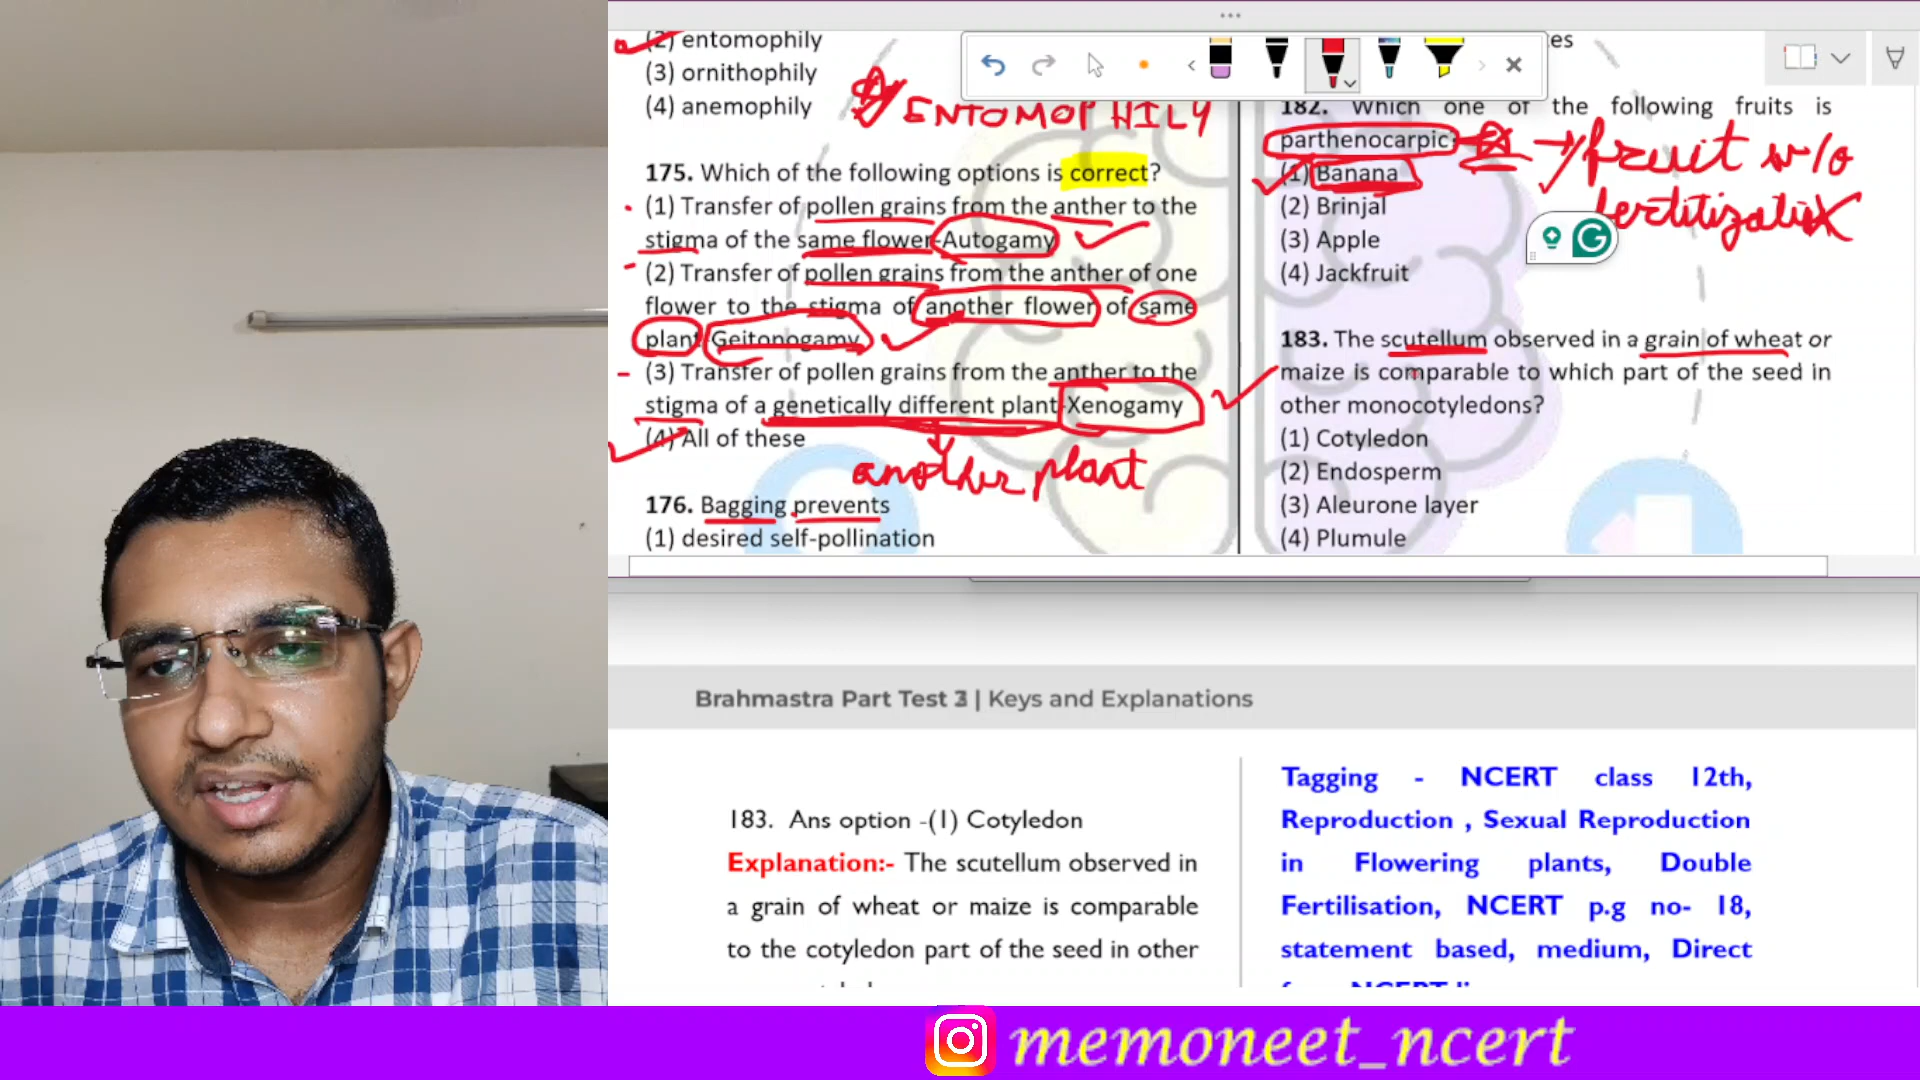 (2) entomophily
(3) ornithophily
(4) anemophily
ENTOMOPHILY
175. Which of the following options is correct?
(1) Transfer of pollen grains from the anther to the
stigma of the same flower-Autogamy
(2) Transfer of pollen grains from the anther of one
flower to the stigma of another flower of same
plant-Geitonogamy
(3) Transfer of pollen grains from the anther to the
stigma of a genetically different plant-Xenogamy
(4) All of these
another plant
176. Bagging prevents
(1) desired self-pollination
es
182. Which one of the following fruits is
parthenocarpic
→ fruit w/o
fertilization
(1) Banana
(2) Brinjal
(3) Apple
(4) Jackfruit
183. The scutellum observed in a grain of wheat or
maize is comparable to which part of the seed in
other monocotyledons?
(1) Cotyledon
(2) Endosperm
(3) Aleurone layer
(4) Plumule
Brahmastra Part Test | Keys and Explanations
183. Ans option -(1) Cotyledon
Explanation:- The scutellum observed in
a grain of wheat or maize is comparable
to the cotyledon part of the seed in other
Tagging - NCERT class 12th,
Reproduction , Sexual Reproduction
in Flowering plants, Double
Fertilisation, NCERT p.g no- 18,
statement based, medium, Direct
memoneet_ncert